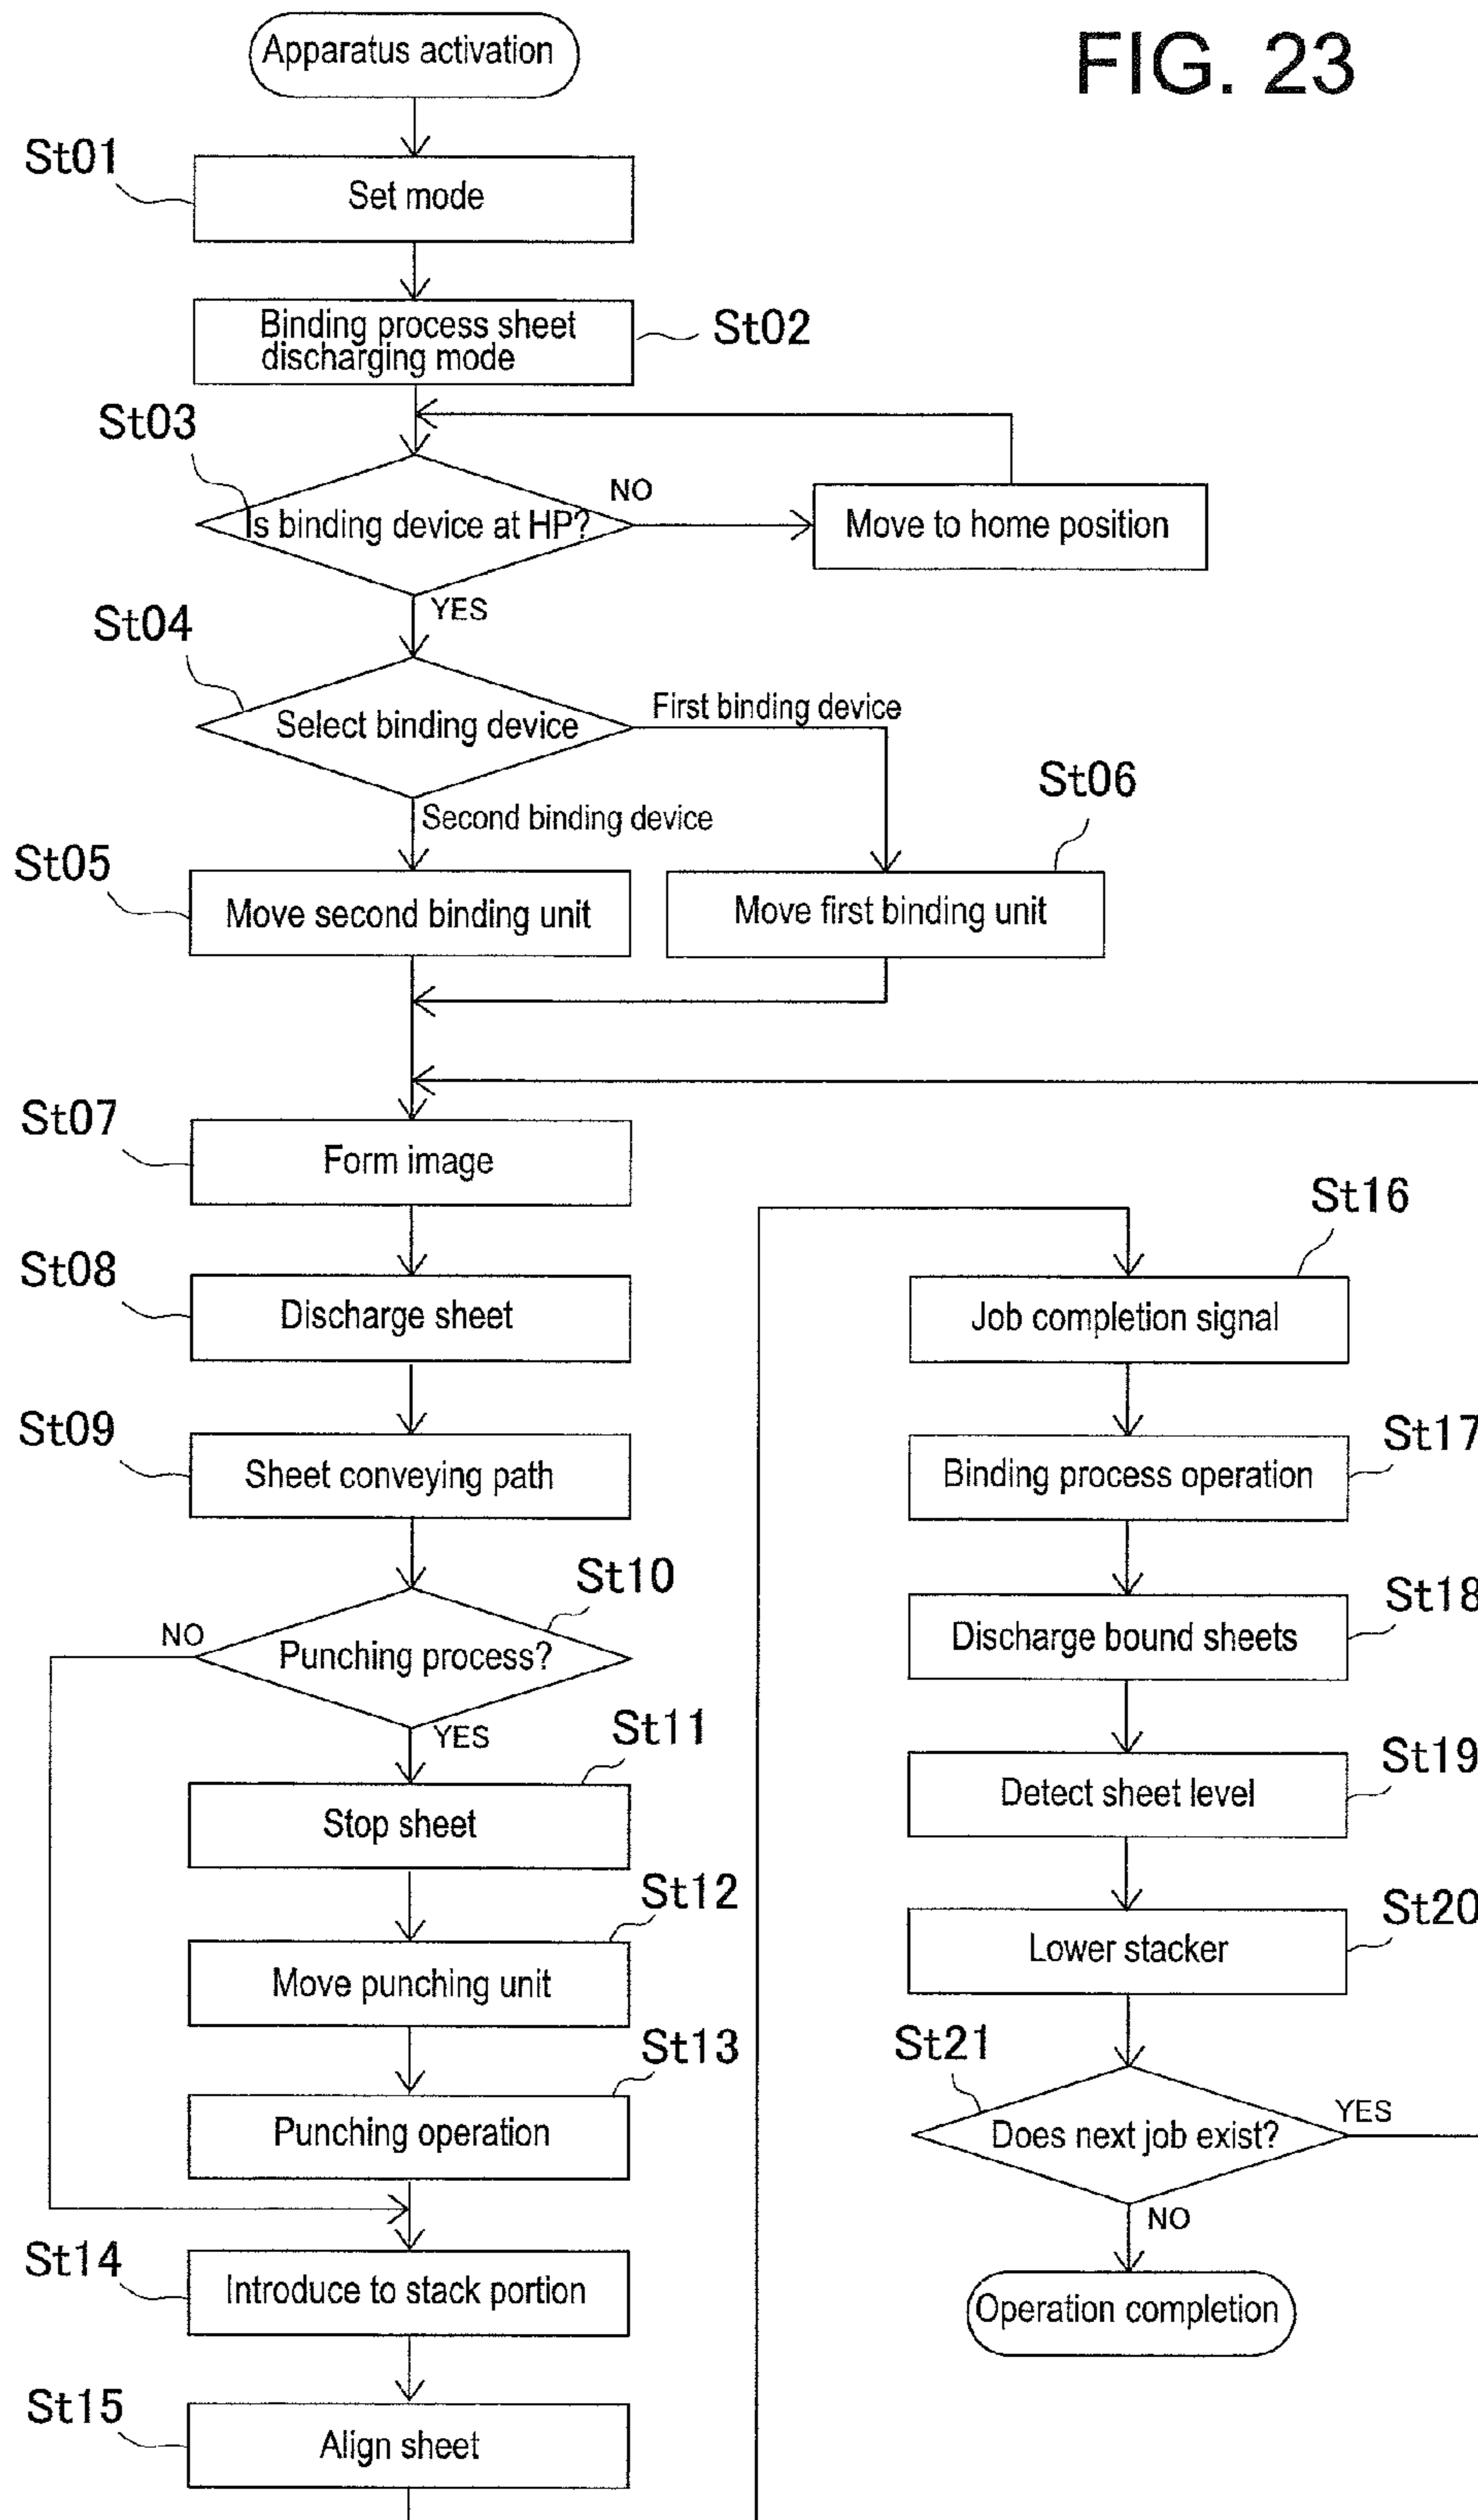 FIG. 23
Apparatus activation
St01
Set mode
Binding process sheet
discharging mode
St02
St03
Is binding device at HP?
NO
Move to home position
YES
St04
Select binding device
First binding device
Second binding device
St05
Move second binding unit
St06
Move first binding unit
St07
Form image
St08
Discharge sheet
St09
Sheet conveying path
St10
Punching process?
NO
YES
St11
Stop sheet
St12
Move punching unit
St13
Punching operation
St14
Introduce to stack portion
St15
Align sheet
St16
Job completion signal
St17
Binding process operation
St18
Discharge bound sheets
St19
Detect sheet level
St20
Lower stacker
St21
Does next job exist?
YES
NO
Operation completion